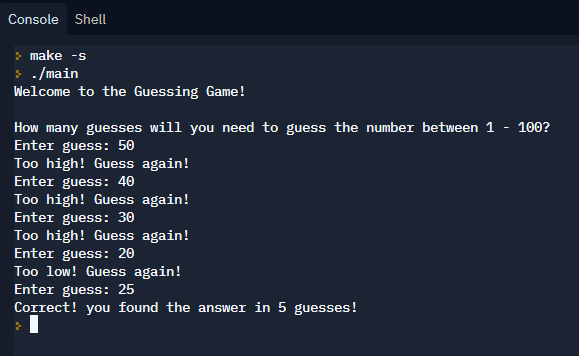 Console Shell
> make -s
> ./main
Welcome to the Guessing Game!
How many guesses will you need to guess the number between 1 - 100?
Enter guess: 50
Too high! Guess again!
Enter guess: 40
Too high! Guess again!
Enter guess: 30
Too high! Guess again!
Enter guess: 20
Too low! Guess again!
Enter guess: 25
Correct! you found the answer in 5 guesses!
>